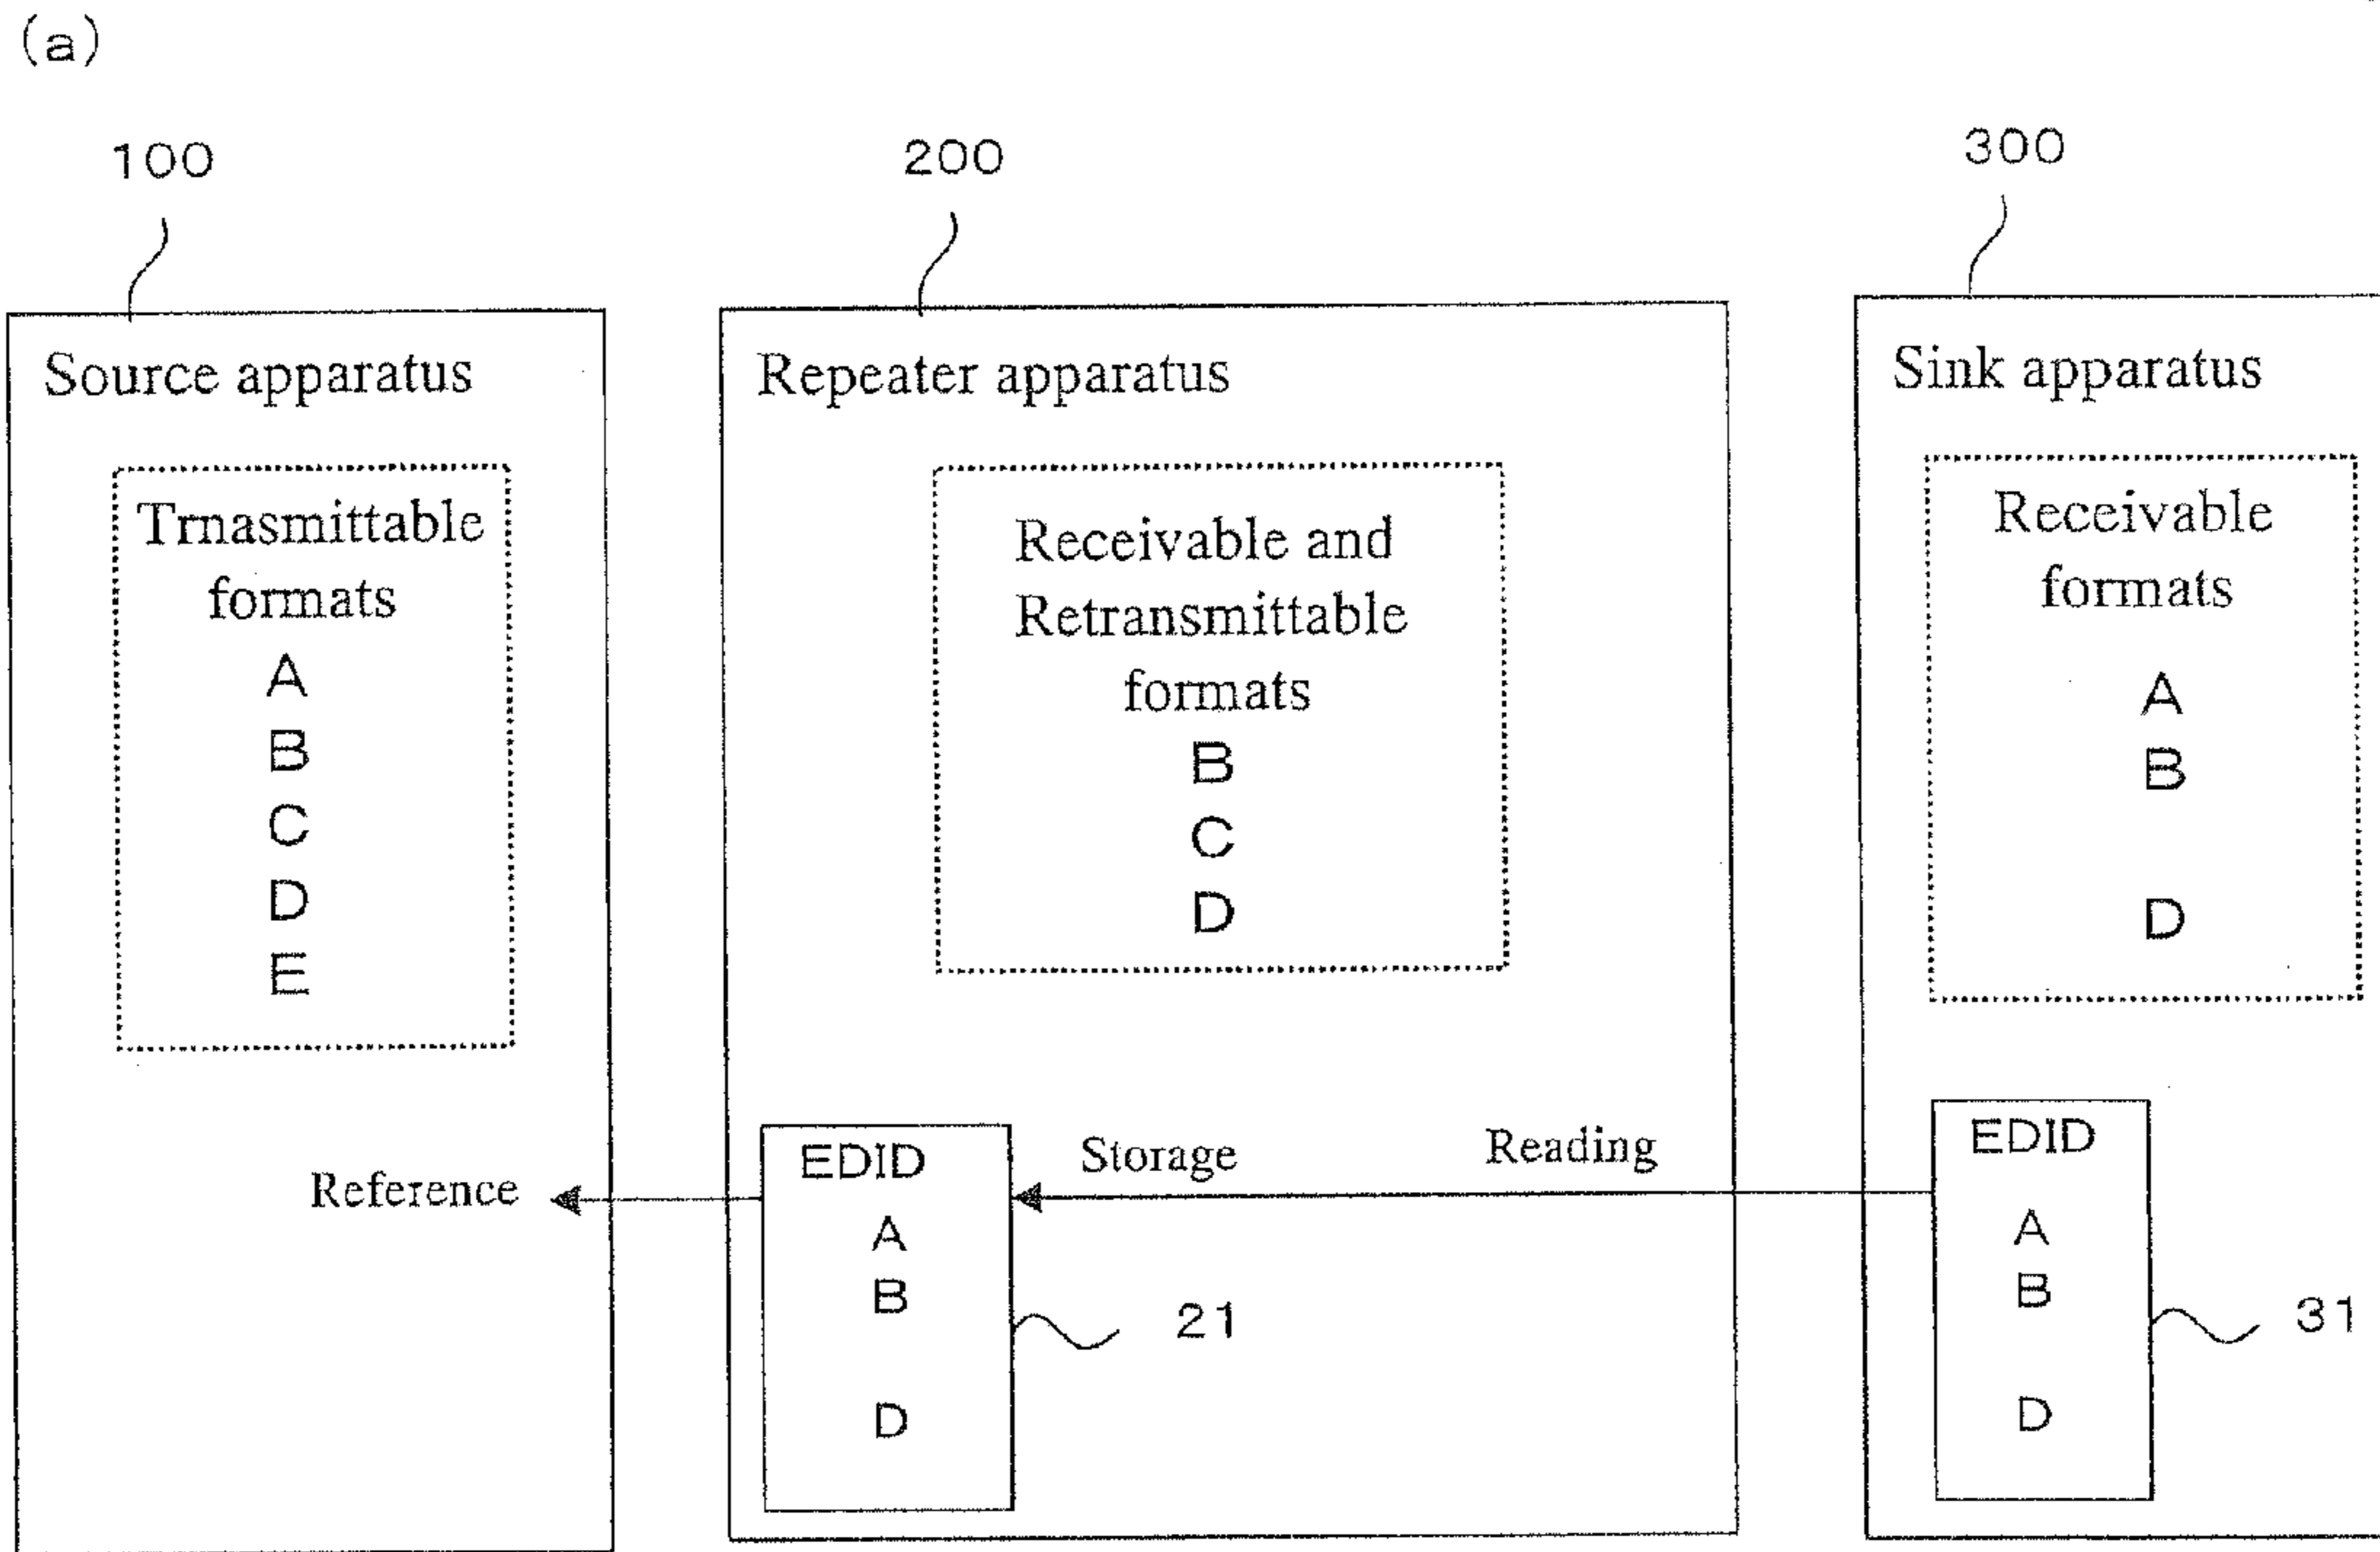 (a)
100
200
300
Source apparatus
Trnasmittable
formats
A
B
C
D
E
Reference
Repeater apparatus
Receivable and
Retransmittable
formats
B
C
D
EDID
A
B
D
Storage
Reading
21
Sink apparatus
Receivable
formats
A
B
D
EDID
A
B
D
31